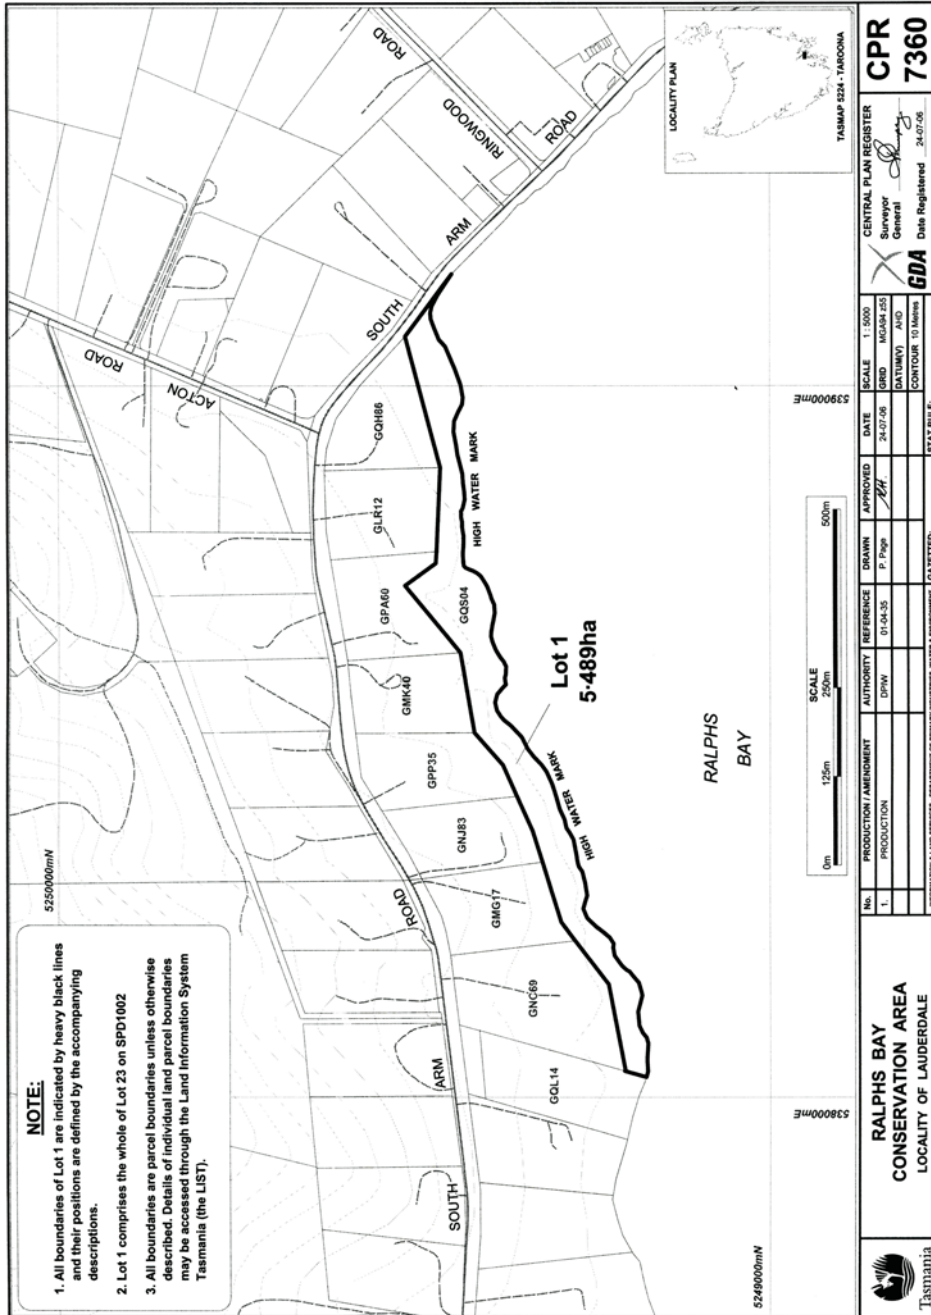 NOTE:
1. All boundaries of Lot 1 are indicated by heavy black lines
and their positions are defined by the accompanying
descriptions.
2. Lot 1 comprises the whole of Lot 23 on SPD1002
3. All boundaries are parcel boundaries unless otherwise
described. Details of individual land parcel boundaries
may be accessed through the Land Information System
Tasmania (the LIST).
5250000mN
5249000mN
538000mE
539000mE
SOUTH
ARM
ROAD
ACTON
ROAD
SOUTH
ARM
ROAD
RINGWOOD
ROAD
GQL14
GNC69
GMG17
GNJ83
GPP35
GMK40
GPA60
GLR12
GQH86
GQS04
HIGH WATER MARK
HIGH WATER MARK
Lot 1
5·489ha
RALPHS
BAY
SCALE
0m 125m 250m 500m
LOCALITY PLAN
TASMAP 5224 - TAROONA
Tasmania
RALPHS BAY
CONSERVATION AREA
LOCALITY OF LAUDERDALE
No. PRODUCTION / AMENDMENT AUTHORITY REFERENCE DRAWN APPROVED DATE
1. PRODUCTION DPIW 01-04-35 P. Page 24-07-06
SCALE 1 : 5000
GRID MGA94 z55
DATUM(V) AHD
CONTOUR 10 Metres
CENTRAL PLAN REGISTER
Surveyor
General
GDA
Date Registered 24-07-06
CPR
7360